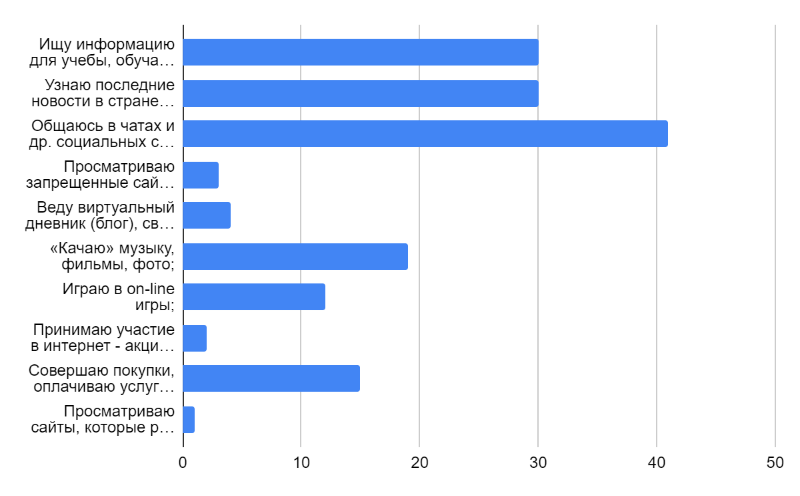 Ищу информацию
для учебы, обуча…
Узнаю последние
новости в стране…
Общаюсь в чатах и
др. социальных с…
Просматриваю
запрещенные сай…
Веду виртуальный
дневник (блог), св…
«Качаю» музыку,
фильмы, фото;
Играю в on-line
игры;
Принимаю участие
в интернет - акци…
Совершаю покупки,
оплачиваю услуг…
Просматриваю
сайты, которые р…
0 10 20 30 40 50